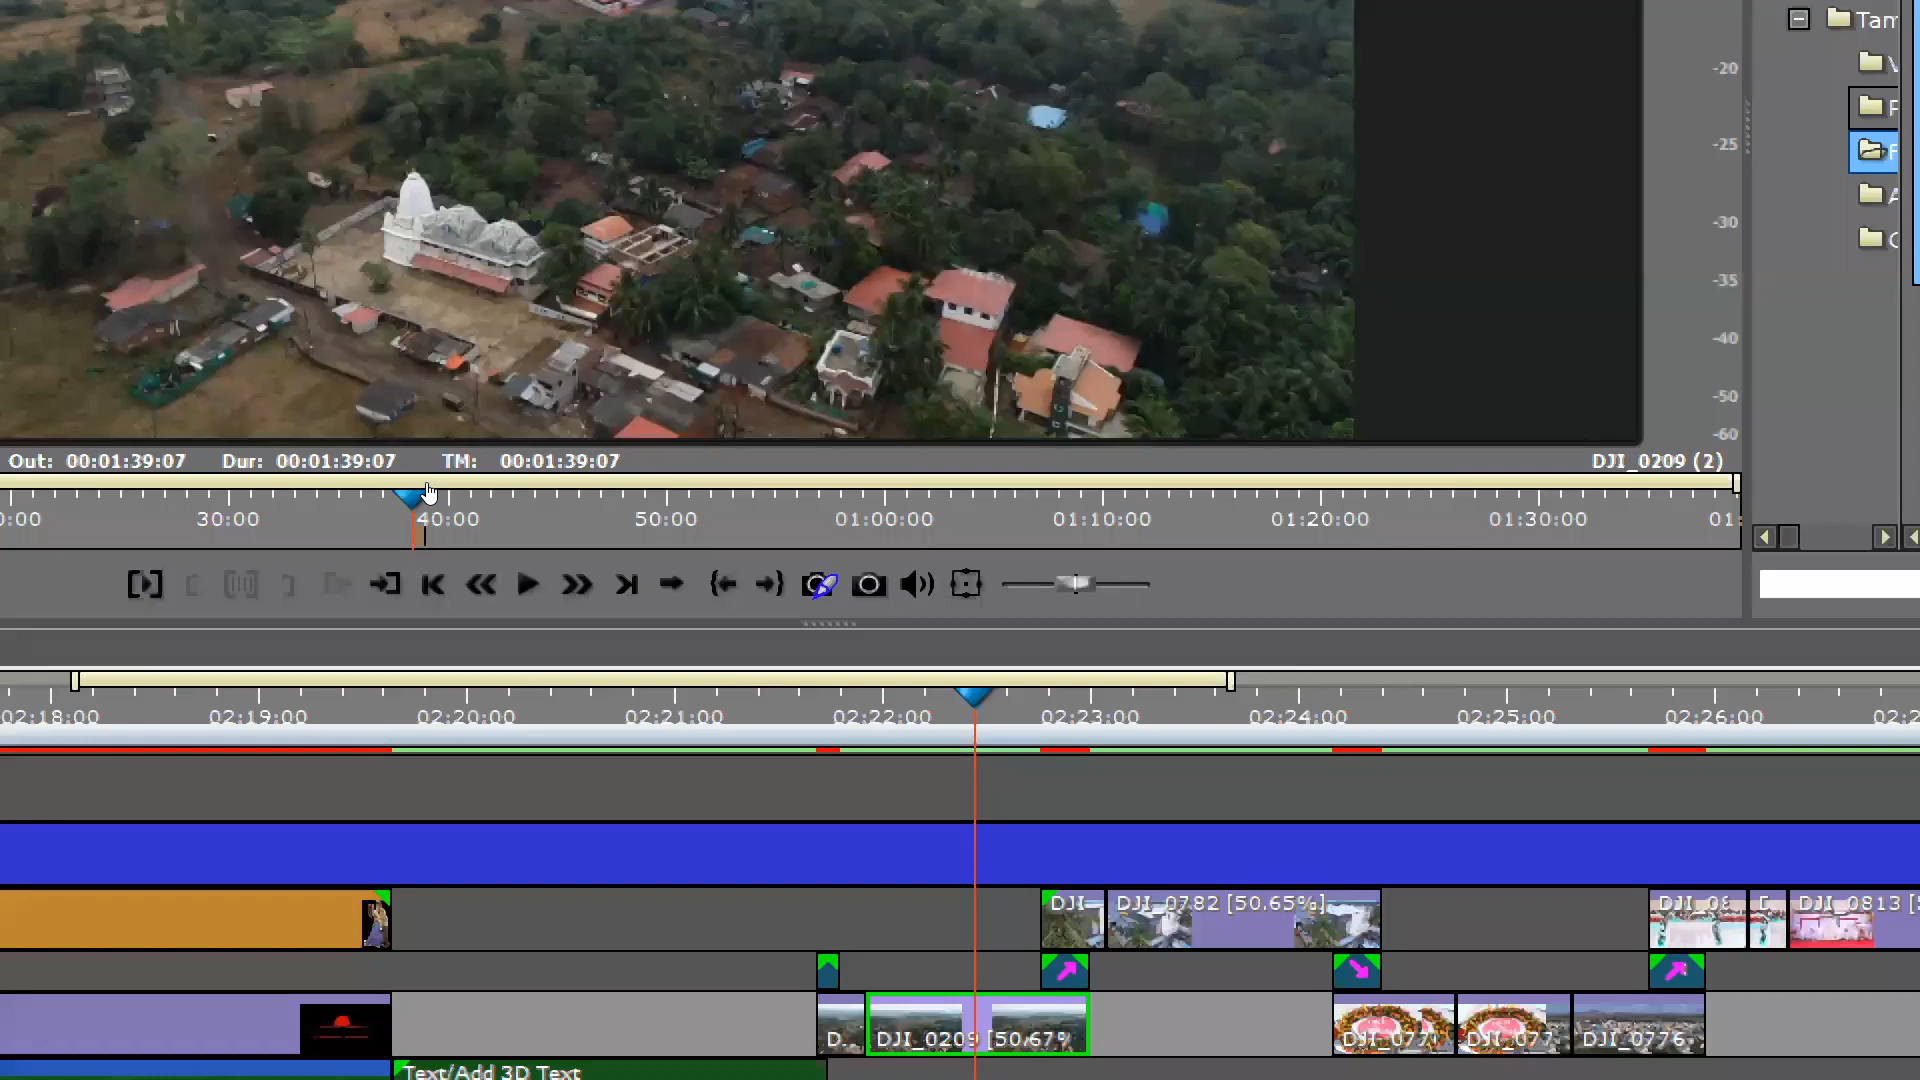 Tam
-20
-25
-30
-35
-40
-50
-60
Out: 00:01:39:07 Dur: 00:01:39:07 TM: 00:01:39:07 DJI_0209 (2)
0:00 30:00 40:00 50:00 01:00:00 01:10:00 01:20:00 01:30:00 01:
02:18:00 02:19:00 02:20:00 02:21:00 02:22:00 02:23:00 02:24:00 02:25:00 02:26:00 02:2
DJI DJI_0782 [50.65%] DJI_08 D DJI_0813 [5
D... DJI_0209 [50.67% DJI_077 DJI_077 DJI_0776
Text/Add 3D Text